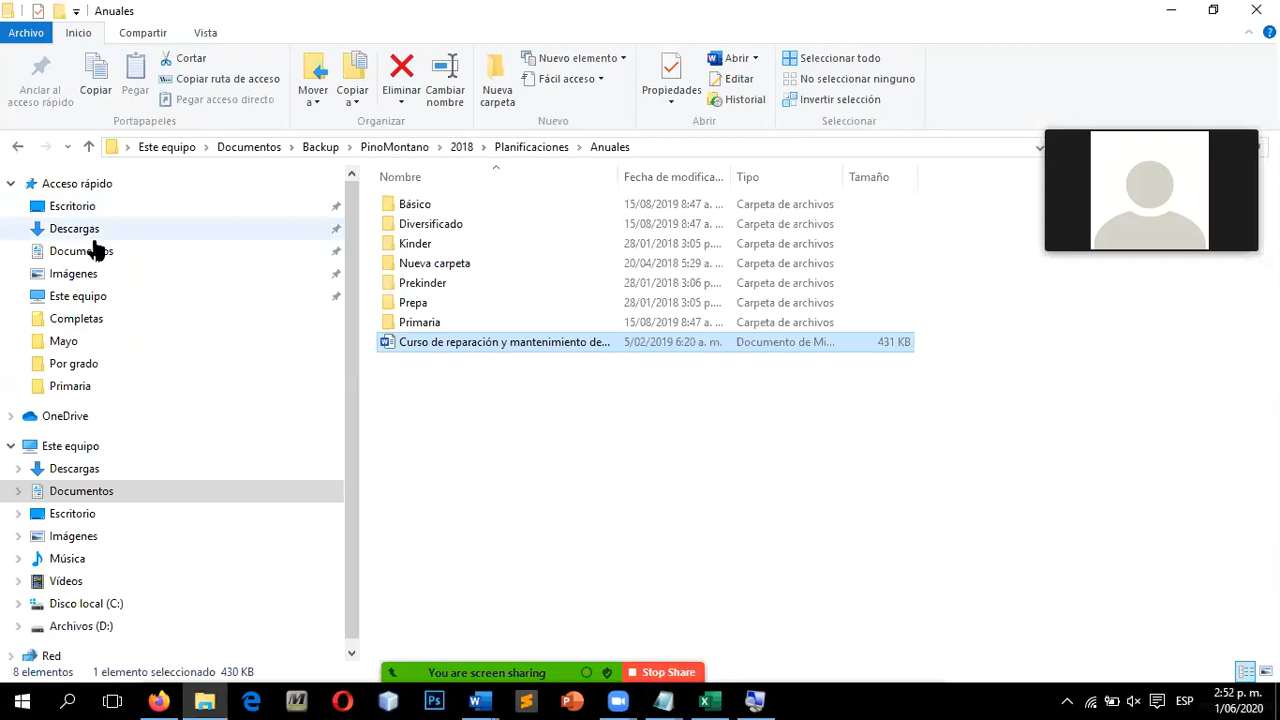 Anuales
Archivo Inicio Compartir Vista
Anclar al acceso rápido
Copiar
Pegar
Cortar
Copiar ruta de acceso
Pegar acceso directo
Portapapeles
Mover a
Copiar a
Eliminar
Cambiar nombre
Organizar
Nueva carpeta
Nuevo elemento
Fácil acceso
Nuevo
Propiedades
Abrir
Editar
Historial
Abrir
Seleccionar todo
No seleccionar ninguno
Invertir selección
Seleccionar
Este equipo > Documentos > Backup > PinoMontano > 2018 > Planificaciones > Anuales
Acceso rápido
Escritorio
Descargas
Documentos
Imágenes
Este equipo
Completas
Mayo
Por grado
Primaria
OneDrive
Este equipo
Descargas
Documentos
Escritorio
Imágenes
Música
Vídeos
Disco local (C:)
Archivos (D:)
Red
Nombre Fecha de modifica... Tipo Tamaño
Básico 15/08/2019 8:47 a. ... Carpeta de archivos
Diversificado 15/08/2019 8:47 a. ... Carpeta de archivos
Kinder 28/01/2018 3:05 p.... Carpeta de archivos
Nueva carpeta 20/04/2018 5:29 a. ... Carpeta de archivos
Prekinder 28/01/2018 3:06 p.... Carpeta de archivos
Prepa 28/01/2018 3:05 p.... Carpeta de archivos
Primaria 15/08/2019 8:47 a. ... Carpeta de archivos
Curso de reparación y mantenimiento de... 5/02/2019 6:20 a. m. Documento de Mi... 431 KB
8 elementos 1 elemento seleccionado 430 KB
You are screen sharing Stop Share
ESP
2:52 p. m.
1/06/2020